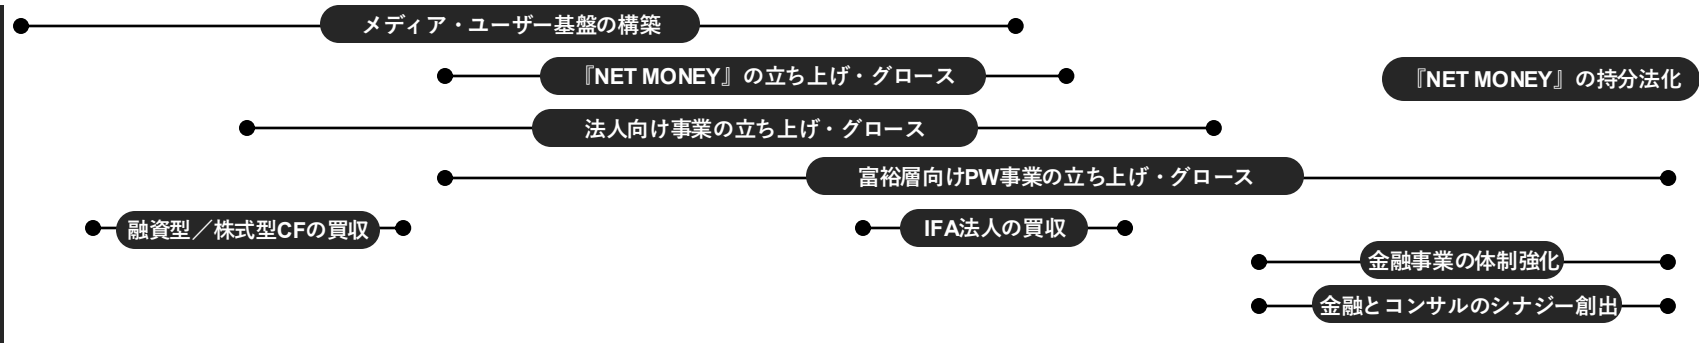 メディア・ユーザー基盤の構築
『NET MONEY』の立ち上げ・グロース
『NET MONEY』の持分法化
法人向け事業の立ち上げ・グロース
富裕層向けPW事業の立ち上げ・グロース
融資型／株式型CFの買収
IFA法人の買収
金融事業の体制強化
金融とコンサルのシナジー創出